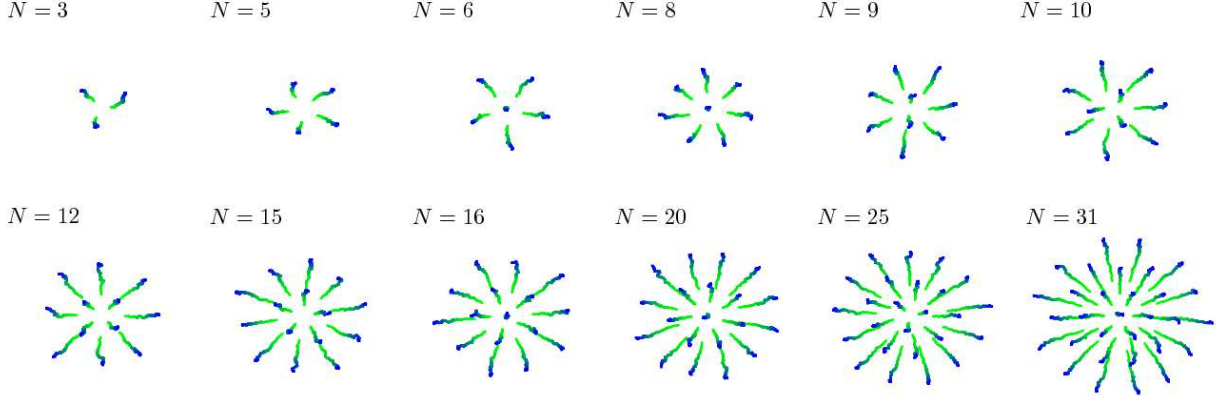 N = 3 N = 5 N = 6 N = 8 N = 9 N = 10
N = 12 N = 15 N = 16 N = 20 N = 25 N = 31